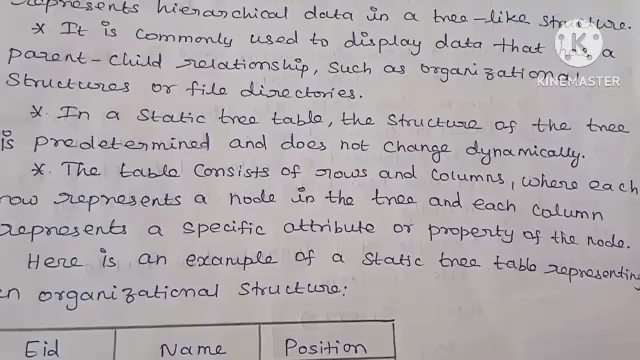 represents hierarchical data in a tree-like structure.
* It is commonly used to display data that has a
parent-child relationship, such as organizational
structures or file directories.
* In a static tree table, the structure of the tree
is predetermined and does not change dynamically.
* The table consists of rows and columns, where each
row represents a node in the tree and each column
represents a specific attribute or property of the node.
Here is an example of a static tree table representing
an organizational structure:
Eid Name Position
KINEMASTER